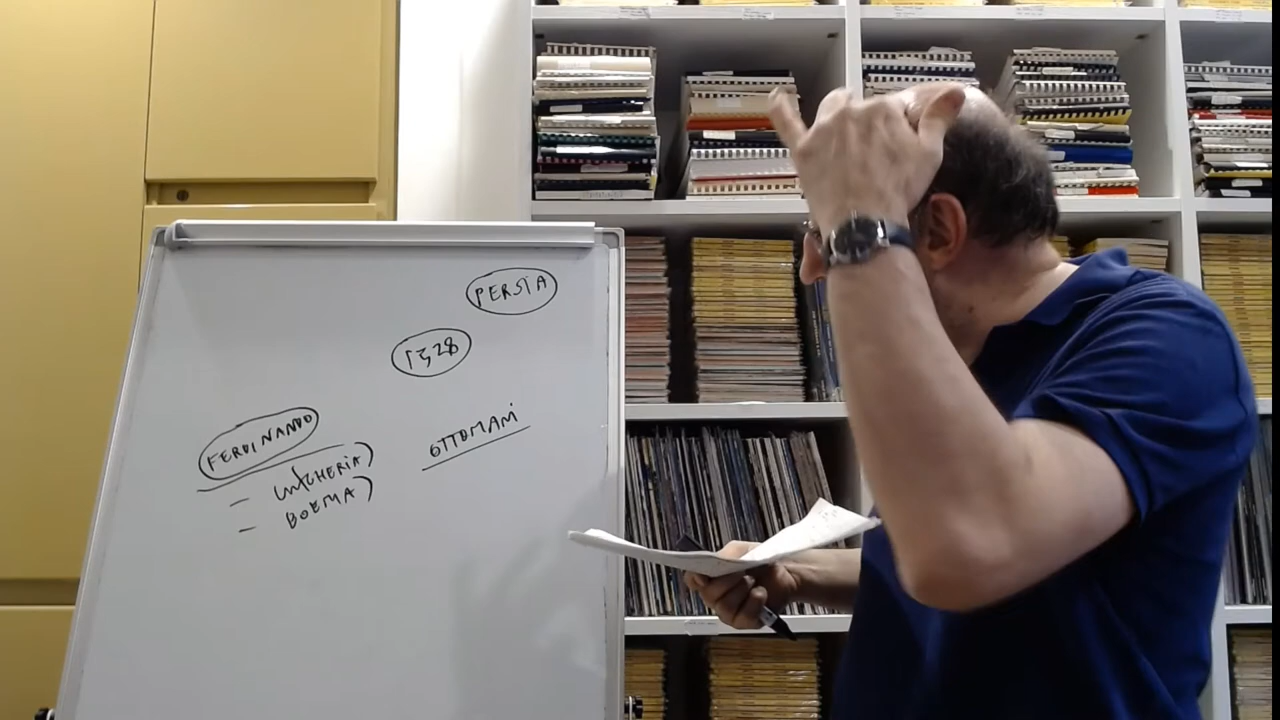 PERSIA
1528
FERDINANDO
OTTOMANI
- UNGHERIA)
- BOEMA)